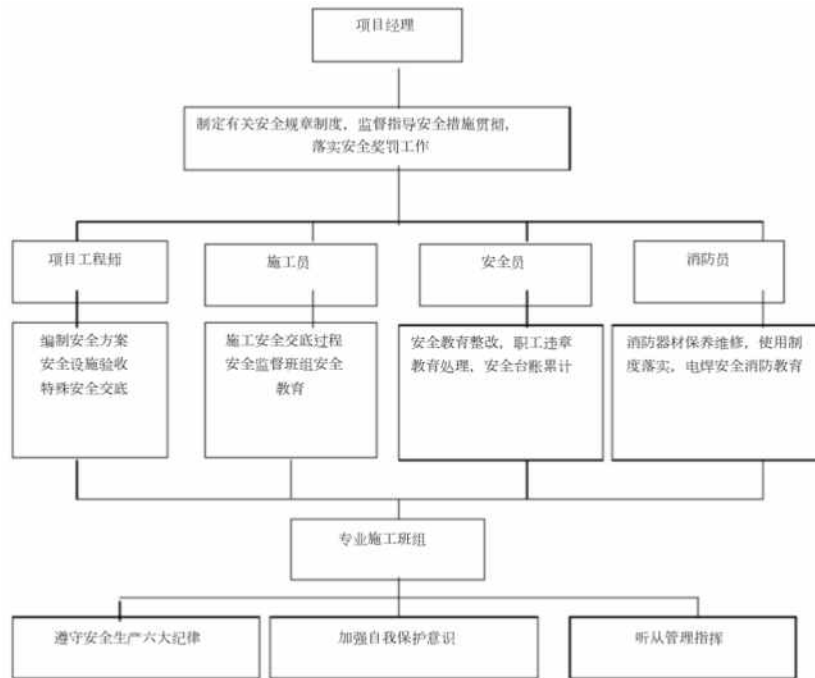 项目经理
制定有关安全规章制度，监督指导安全措施贯彻，
落实安全奖罚工作
项目工程师
施工员
安全员
消防员
编制安全方案
安全设施验收
特殊安全交底
施工安全交底过程
安全监督班组安全
教育
安全教育整改，职工违章
教育处理，安全台账累计
消防器材保养维修，使用制
度落实，电焊安全消防教育
专业施工班组
遵守安全生产六大纪律
加强自我保护意识
听从管理指挥